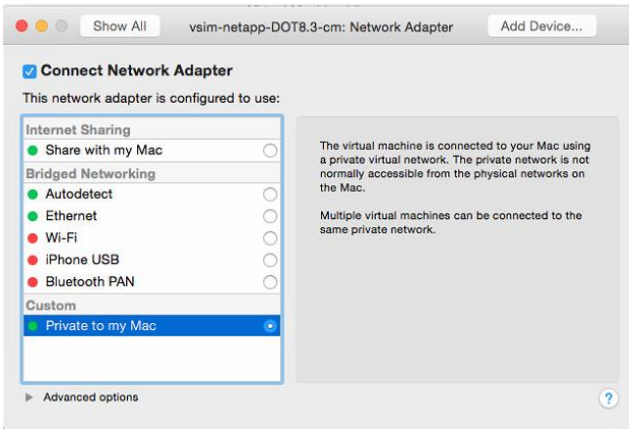 Show All
vsim-netapp-DOT8.3-cm: Network Adapter
Add Device...
Connect Network Adapter
This network adapter is configured to use:
Internet Sharing
Share with my Mac
Bridged Networking
Autodetect
Ethernet
Wi-Fi
iPhone USB
Bluetooth PAN
Custom
Private to my Mac
The virtual machine is connected to your Mac using
a private virtual network. The private network is not
normally accessible from the physical networks on
the Mac.
Multiple virtual machines can be connected to the
same private network.
Advanced options
?